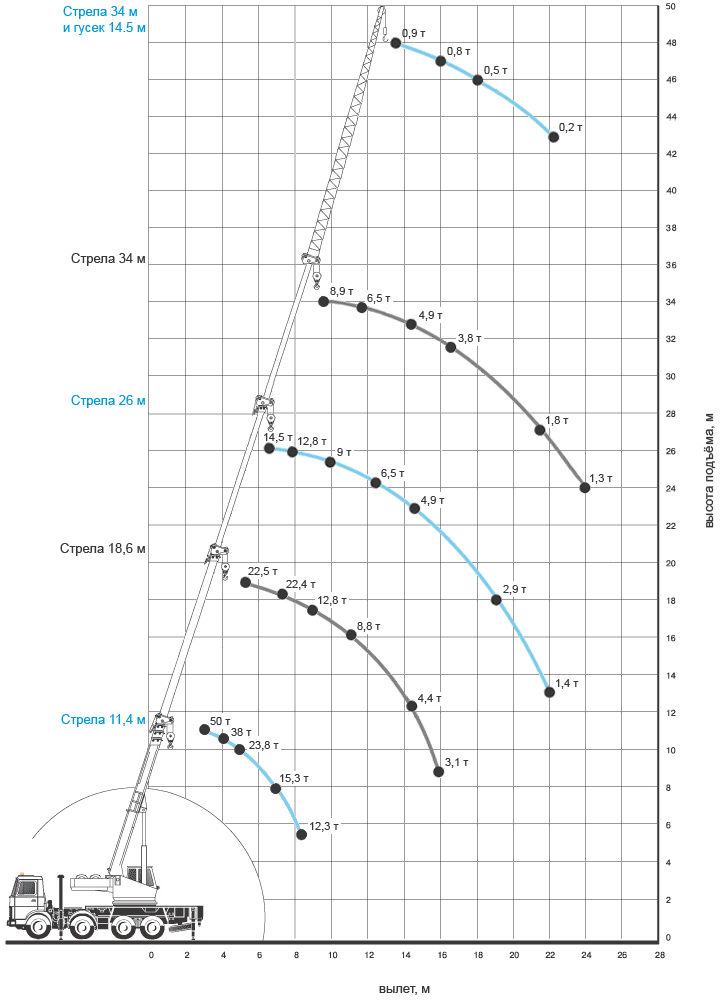 Стрела 34 м
и гусек 14.5 м
50
0,9 т
0,8 т
48
0,5 т
46
44
0,2 т
42
40
38
Стрела 34 м
36
8,9 т
6,5 т
34
4,9 т
3,8 т
32
30
Стрела 26 м
28
1,8 т
14,5 т
12,8 т
9 т
26
6,5 т
1,3 т
24
4,9 т
22
высота подъёма, м
Стрела 18,6 м
20
22,5 т
22,4 т
12,8 т
2,9 т
18
8,8 т
16
14
1,4 т
4,4 т
Стрела 11,4 м
12
50 т
38 т
23,8 т
10
3,1 т
15,3 т
8
12,3 т
6
4
2
0
0 2 4 6 8 10 12 14 16 18 20 22 24 26 28
вылет, м